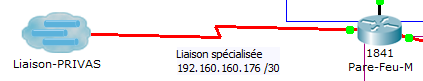 Liaison-PRIVAS
Liaison spécialisée
192.160.160.176 /30
1841
Pare-Feu-M